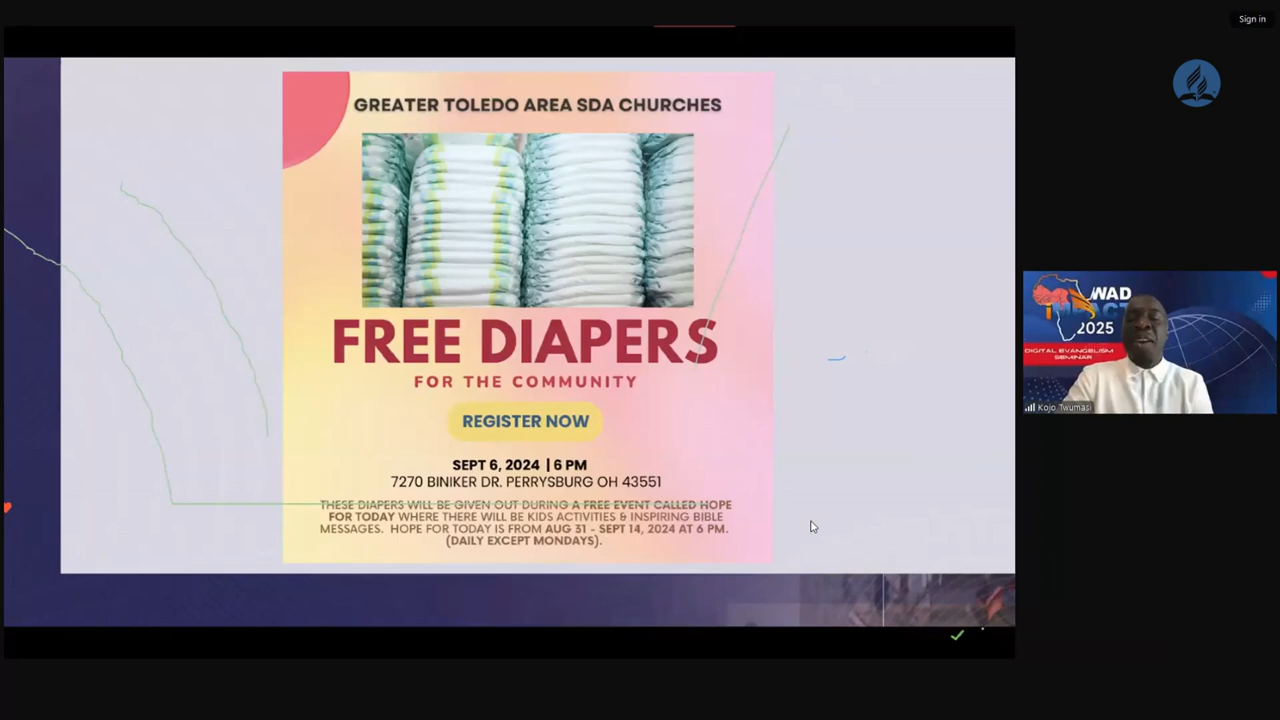 Sign in
GREATER TOLEDO AREA SDA CHURCHES
FREE DIAPERS
FOR THE COMMUNITY
REGISTER NOW
SEPT 6, 2024 | 6 PM
7270 BINIKER DR. PERRYSBURG OH 43551
THESE DIAPERS WILL BE GIVEN OUT DURING A FREE EVENT CALLED HOPE
FOR TODAY WHERE THERE WILL BE KIDS ACTIVITIES & INSPIRING BIBLE
MESSAGES. HOPE FOR TODAY IS FROM AUG 31 - SEPT 14, 2024 AT 6 PM.
(DAILY EXCEPT MONDAYS).
WAD
2025
DIGITAL EVANGELISM
SEMINAR
Kojo Twumasi